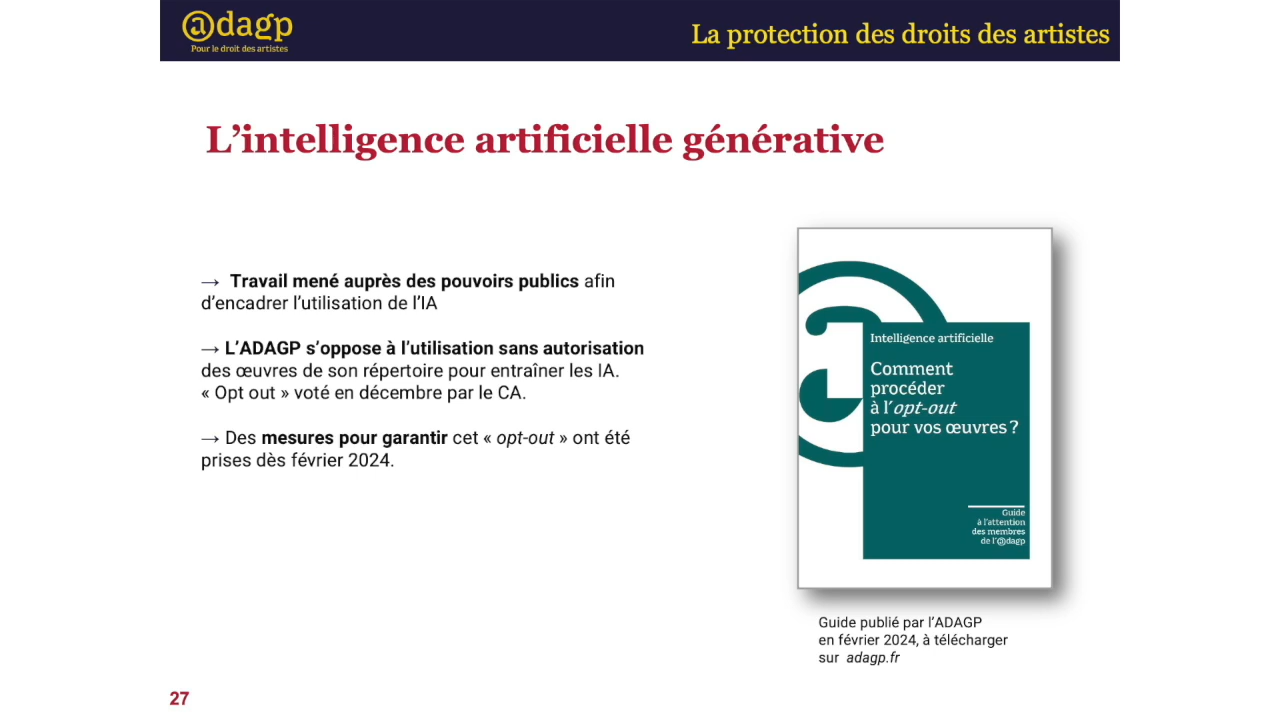 @dagp
Pour le droit des artistes
La protection des droits des artistes
L’intelligence artificielle générative
→ Travail mené auprès des pouvoirs publics afin
d’encadrer l’utilisation de l’IA
→ L’ADAGP s’oppose à l’utilisation sans autorisation
des œuvres de son répertoire pour entraîner les IA.
« Opt out » voté en décembre par le CA.
→ Des mesures pour garantir cet « opt-out » ont été
prises dès février 2024.
Intelligence artificielle
Comment
procéder
à l’opt-out
pour vos œuvres ?
Guide
à l’attention
des membres
de l’@dagp
Guide publié par l’ADAGP
en février 2024, à télécharger
sur adagp.fr
27